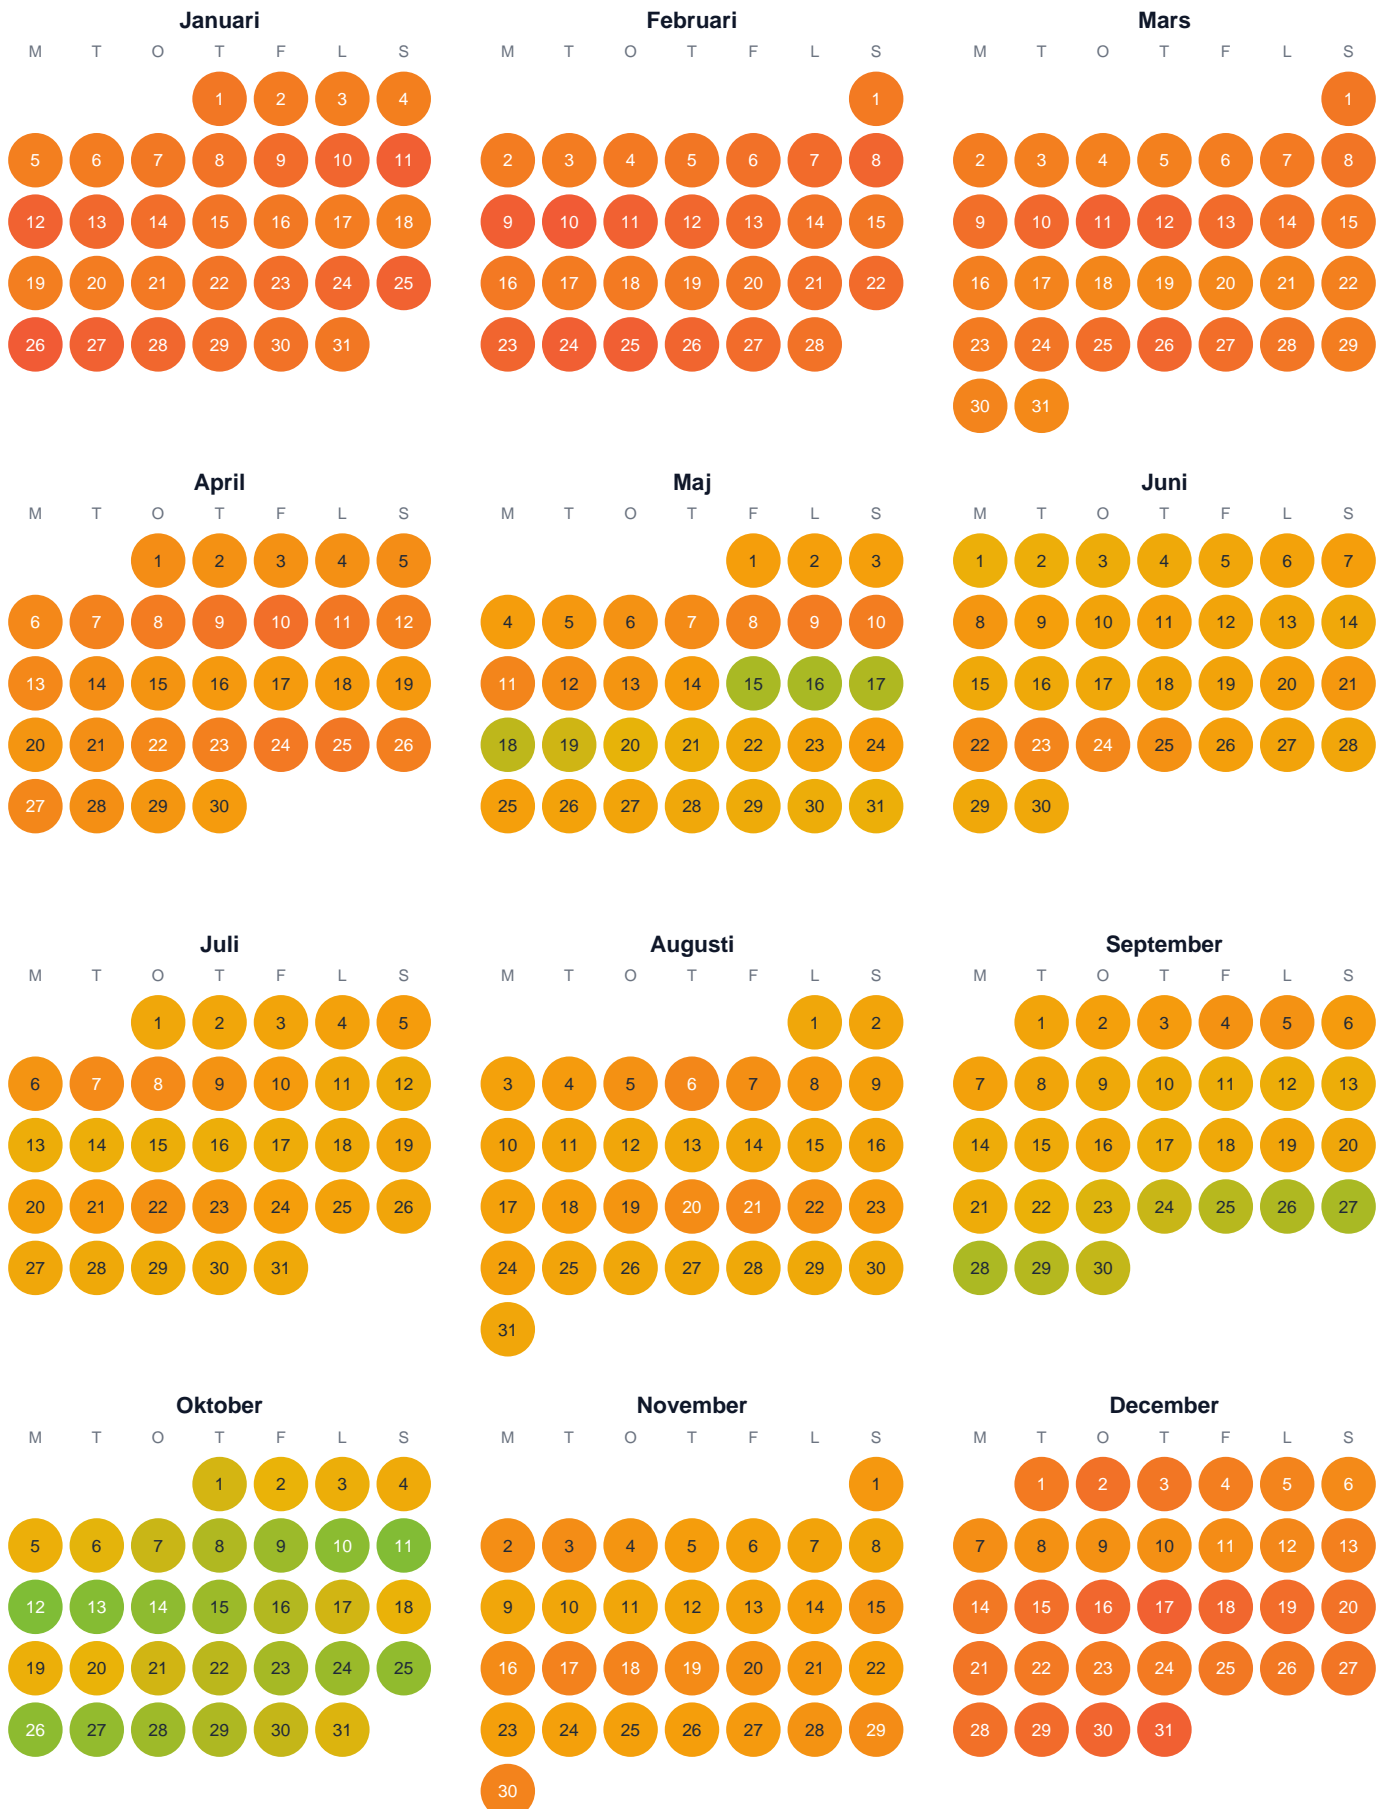 Januari Februari Mars
M T O T F L S M T O T F L S M T O T F L S
1 2 3 4 1 1
5 6 7 8 9 10 11 2 3 4 5 6 7 8 2 3 4 5 6 7 8
12 13 14 15 16 17 18 9 10 11 12 13 14 15 9 10 11 12 13 14 15
19 20 21 22 23 24 25 16 17 18 19 20 21 22 16 17 18 19 20 21 22
26 27 28 29 30 31 23 24 25 26 27 28 23 24 25 26 27 28 29
30 31
April Maj Juni
M T O T F L S M T O T F L S M T O T F L S
1 2 3 4 5 1 2 3 1 2 3 4 5 6 7
6 7 8 9 10 11 12 4 5 6 7 8 9 10 8 9 10 11 12 13 14
13 14 15 16 17 18 19 11 12 13 14 15 16 17 15 16 17 18 19 20 21
20 21 22 23 24 25 26 18 19 20 21 22 23 24 22 23 24 25 26 27 28
27 28 29 30 25 26 27 28 29 30 31 29 30
Juli Augusti September
M T O T F L S M T O T F L S M T O T F L S
1 2 3 4 5 1 2 1 2 3 4 5 6
6 7 8 9 10 11 12 3 4 5 6 7 8 9 7 8 9 10 11 12 13
13 14 15 16 17 18 19 10 11 12 13 14 15 16 14 15 16 17 18 19 20
20 21 22 23 24 25 26 17 18 19 20 21 22 23 21 22 23 24 25 26 27
27 28 29 30 31 24 25 26 27 28 29 30 28 29 30
31
Oktober November December
M T O T F L S M T O T F L S M T O T F L S
1 2 3 4 1 1 2 3 4 5 6
5 6 7 8 9 10 11 2 3 4 5 6 7 8 7 8 9 10 11 12 13
12 13 14 15 16 17 18 9 10 11 12 13 14 15 14 15 16 17 18 19 20
19 20 21 22 23 24 25 16 17 18 19 20 21 22 21 22 23 24 25 26 27
26 27 28 29 30 31 23 24 25 26 27 28 29 28 29 30 31
30